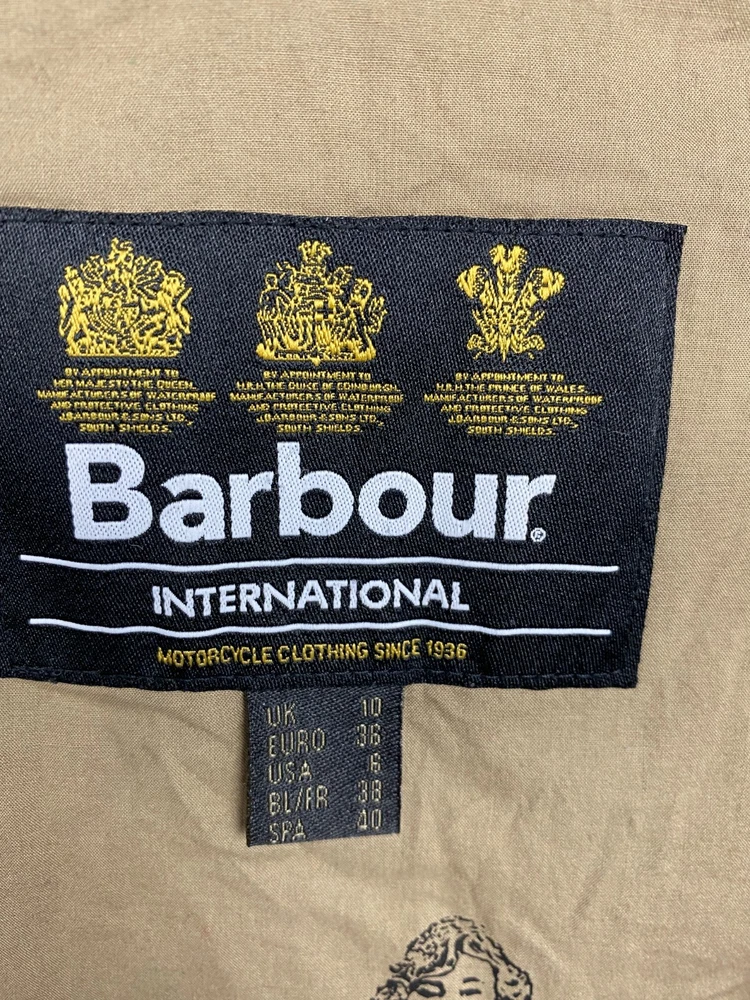 BY APPOINTMENT TO
HER MAJESTY THE QUEEN,
MANUFACTURERS OF WATERPROOF
AND PROTECTIVE CLOTHING
J.BARBOUR & SONS LTD.,
SOUTH SHIELDS.
BY APPOINTMENT TO
H.R.H. THE DUKE OF EDINBURGH,
MANUFACTURERS OF WATERPROOF
AND PROTECTIVE CLOTHING
J.BARBOUR & SONS LTD.,
SOUTH SHIELDS.
BY APPOINTMENT TO
H.R.H. THE PRINCE OF WALES,
MANUFACTURERS OF WATERPROOF
AND PROTECTIVE CLOTHING
J.BARBOUR & SONS LTD.,
SOUTH SHIELDS.
Barbour®
INTERNATIONAL
MOTORCYCLE CLOTHING SINCE 1936
UK 10
EURO 36
USA 6
BL/FR 38
SPA 40